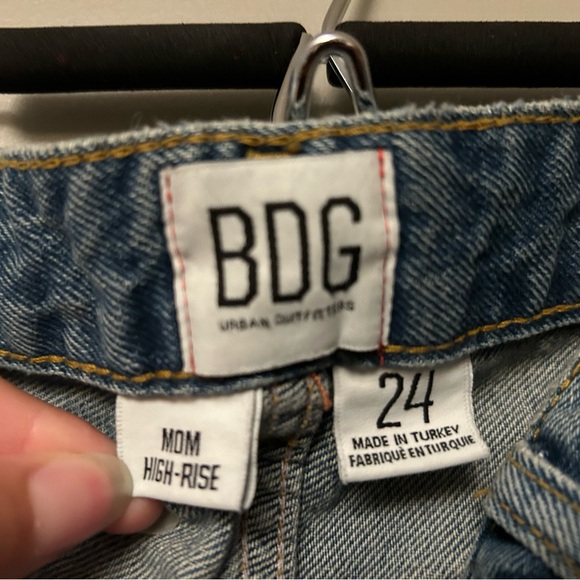 BDG
URBAN OUTFITTERS
MOM
HIGH-RISE
24
MADE IN TURKEY
FABRIQUÉ EN TURQUIE